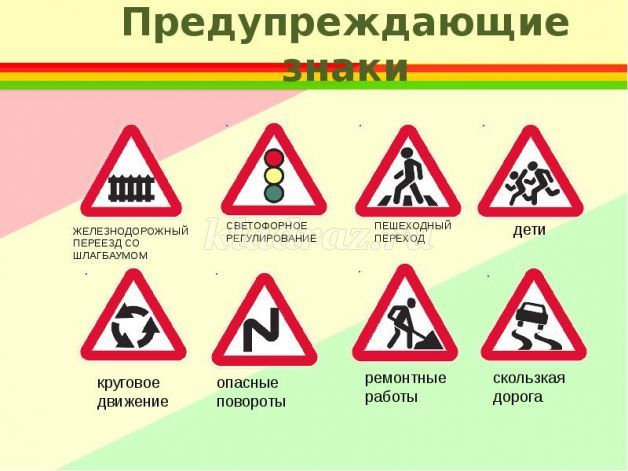 Предупреждающие
знаки
ЖЕЛЕЗНОДОРОЖНЫЙ
ПЕРЕЕЗД СО
ШЛАГБАУМОМ
СВЕТОФОРНОЕ
РЕГУЛИРОВАНИЕ
ПЕШЕХОДНЫЙ
ПЕРЕХОД
дети
круговое
движение
опасные
повороты
ремонтные
работы
скользкая
дорога